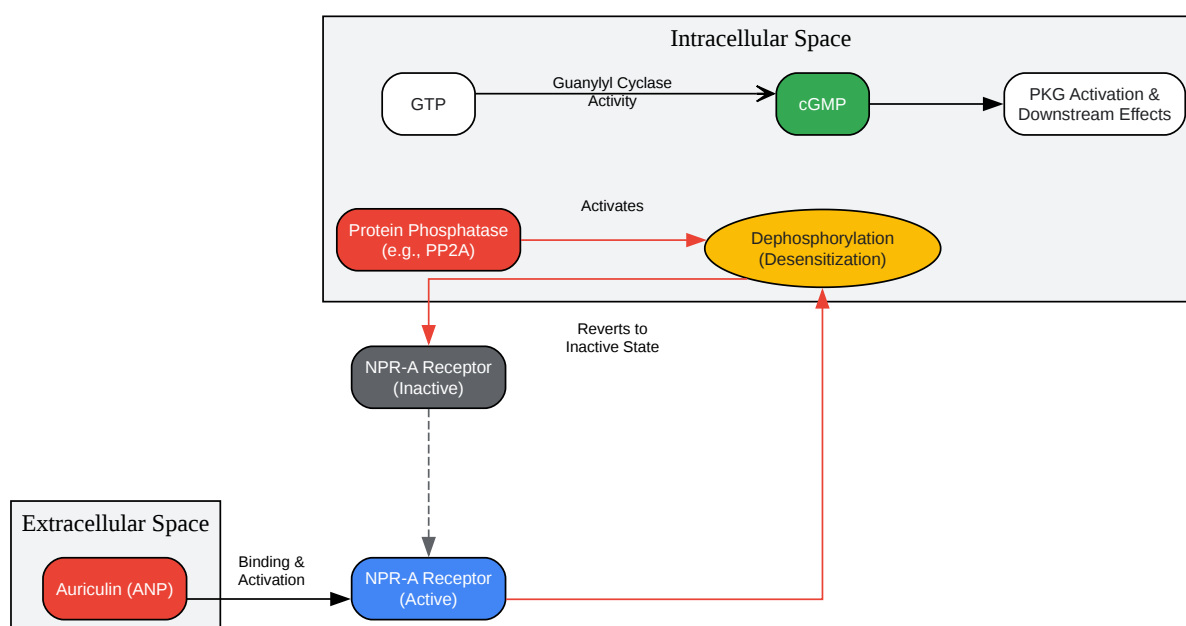 Intracellular Space
GTP
Guanylyl Cyclase
Activity
cGMP
PKG Activation &
Downstream Effects
Protein Phosphatase
(e.g., PP2A)
Activates
Dephosphorylation
(Desensitization)
Reverts to
Inactive State
NPR-A Receptor
(Inactive)
Extracellular Space
Auriculin (ANP)
Binding &
Activation
NPR-A Receptor
(Active)